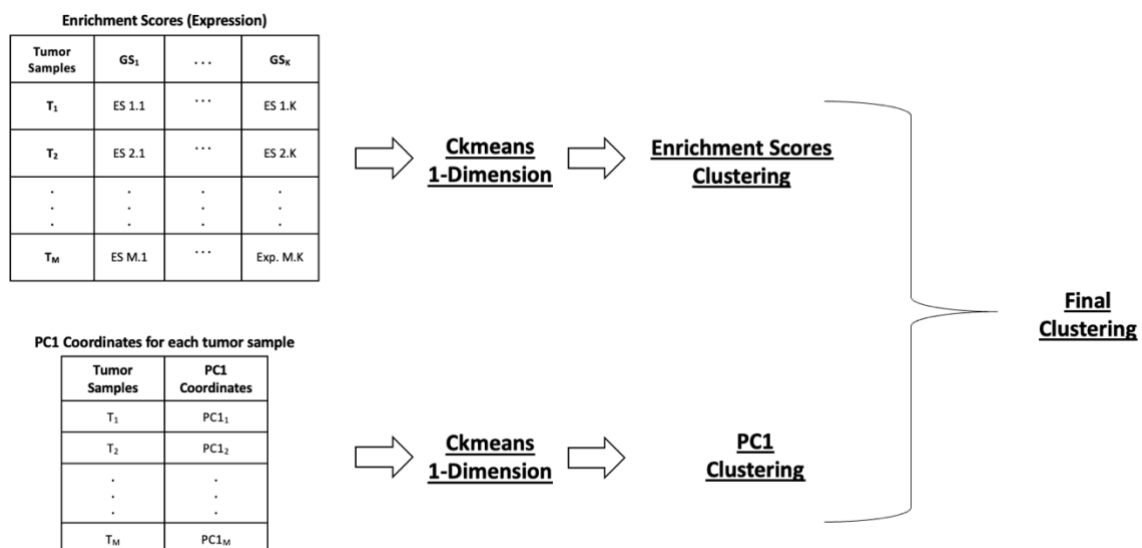 Enrichment Scores (Expression)
Tumor Samples GS₁ ... GSₖ
T₁ ES 1.1 ... ES 1.K
T₂ ES 2.1 ... ES 2.K
. . . .
. . . .
. . . .
Tₘ ES M.1 ... Exp. M.K
Ckmeans
1-Dimension
Enrichment Scores
Clustering
PC1 Coordinates for each tumor sample
Tumor Samples PC1 Coordinates
T₁ PC1₁
T₂ PC1₂
. .
. .
. .
Tₘ PC1ₘ
Ckmeans
1-Dimension
PC1
Clustering
Final
Clustering